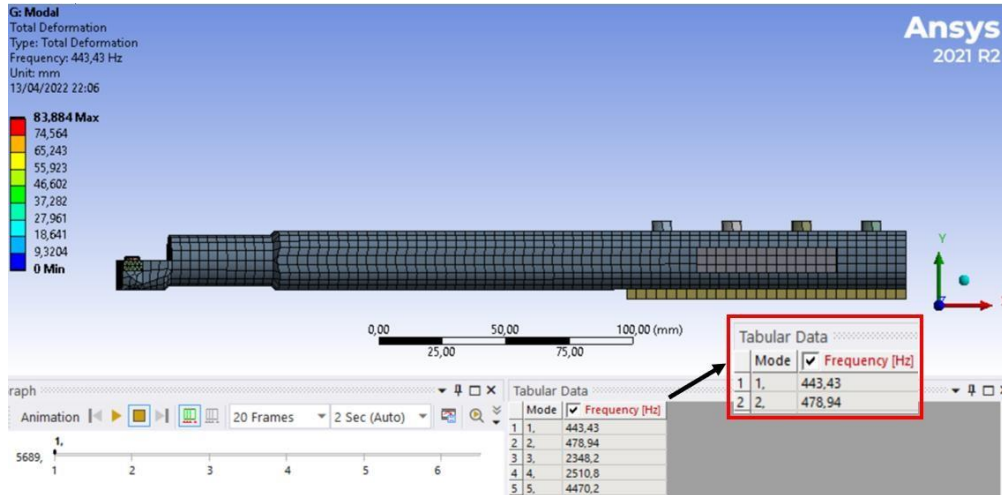 G: Modal
Total Deformation
Type: Total Deformation
Frequency: 443,43 Hz
Unit: mm
13/04/2022 22:06
83,884 Max
74,564
65,243
55,923
46,602
37,282
27,961
18,641
9,3204
0 Min
Ansys
2021 R2
Y
0,00 50,00 100,00 (mm)
25,00 75,00
Tabular Data
Mode Frequency [Hz]
1 1, 443,43
2 2, 478,94
raph
Animation 20 Frames 2 Sec (Auto)
1,
5689,
1 2 3 4 5 6
Tabular Data
Mode Frequency [Hz]
1 1, 443,43
2 2, 478,94
3 3, 2348,2
4 4, 2510,8
5 5, 4470,2